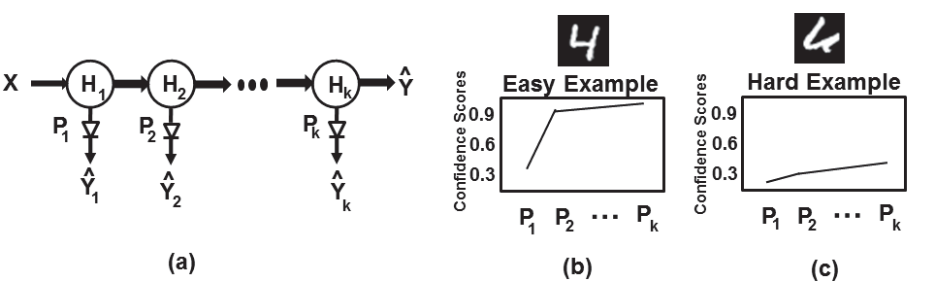 X H1 H2 ••• Hk Ŷ
P1 P2 Pk
Ŷ1 Ŷ2 Ŷk
(a)
4
Easy Example
Confidence Scores
0.9
0.6
0.3
P1 P2 ••• Pk
(b)
Hard Example
Confidence Scores
0.9
0.6
0.3
P1 P2 ••• Pk
(c)